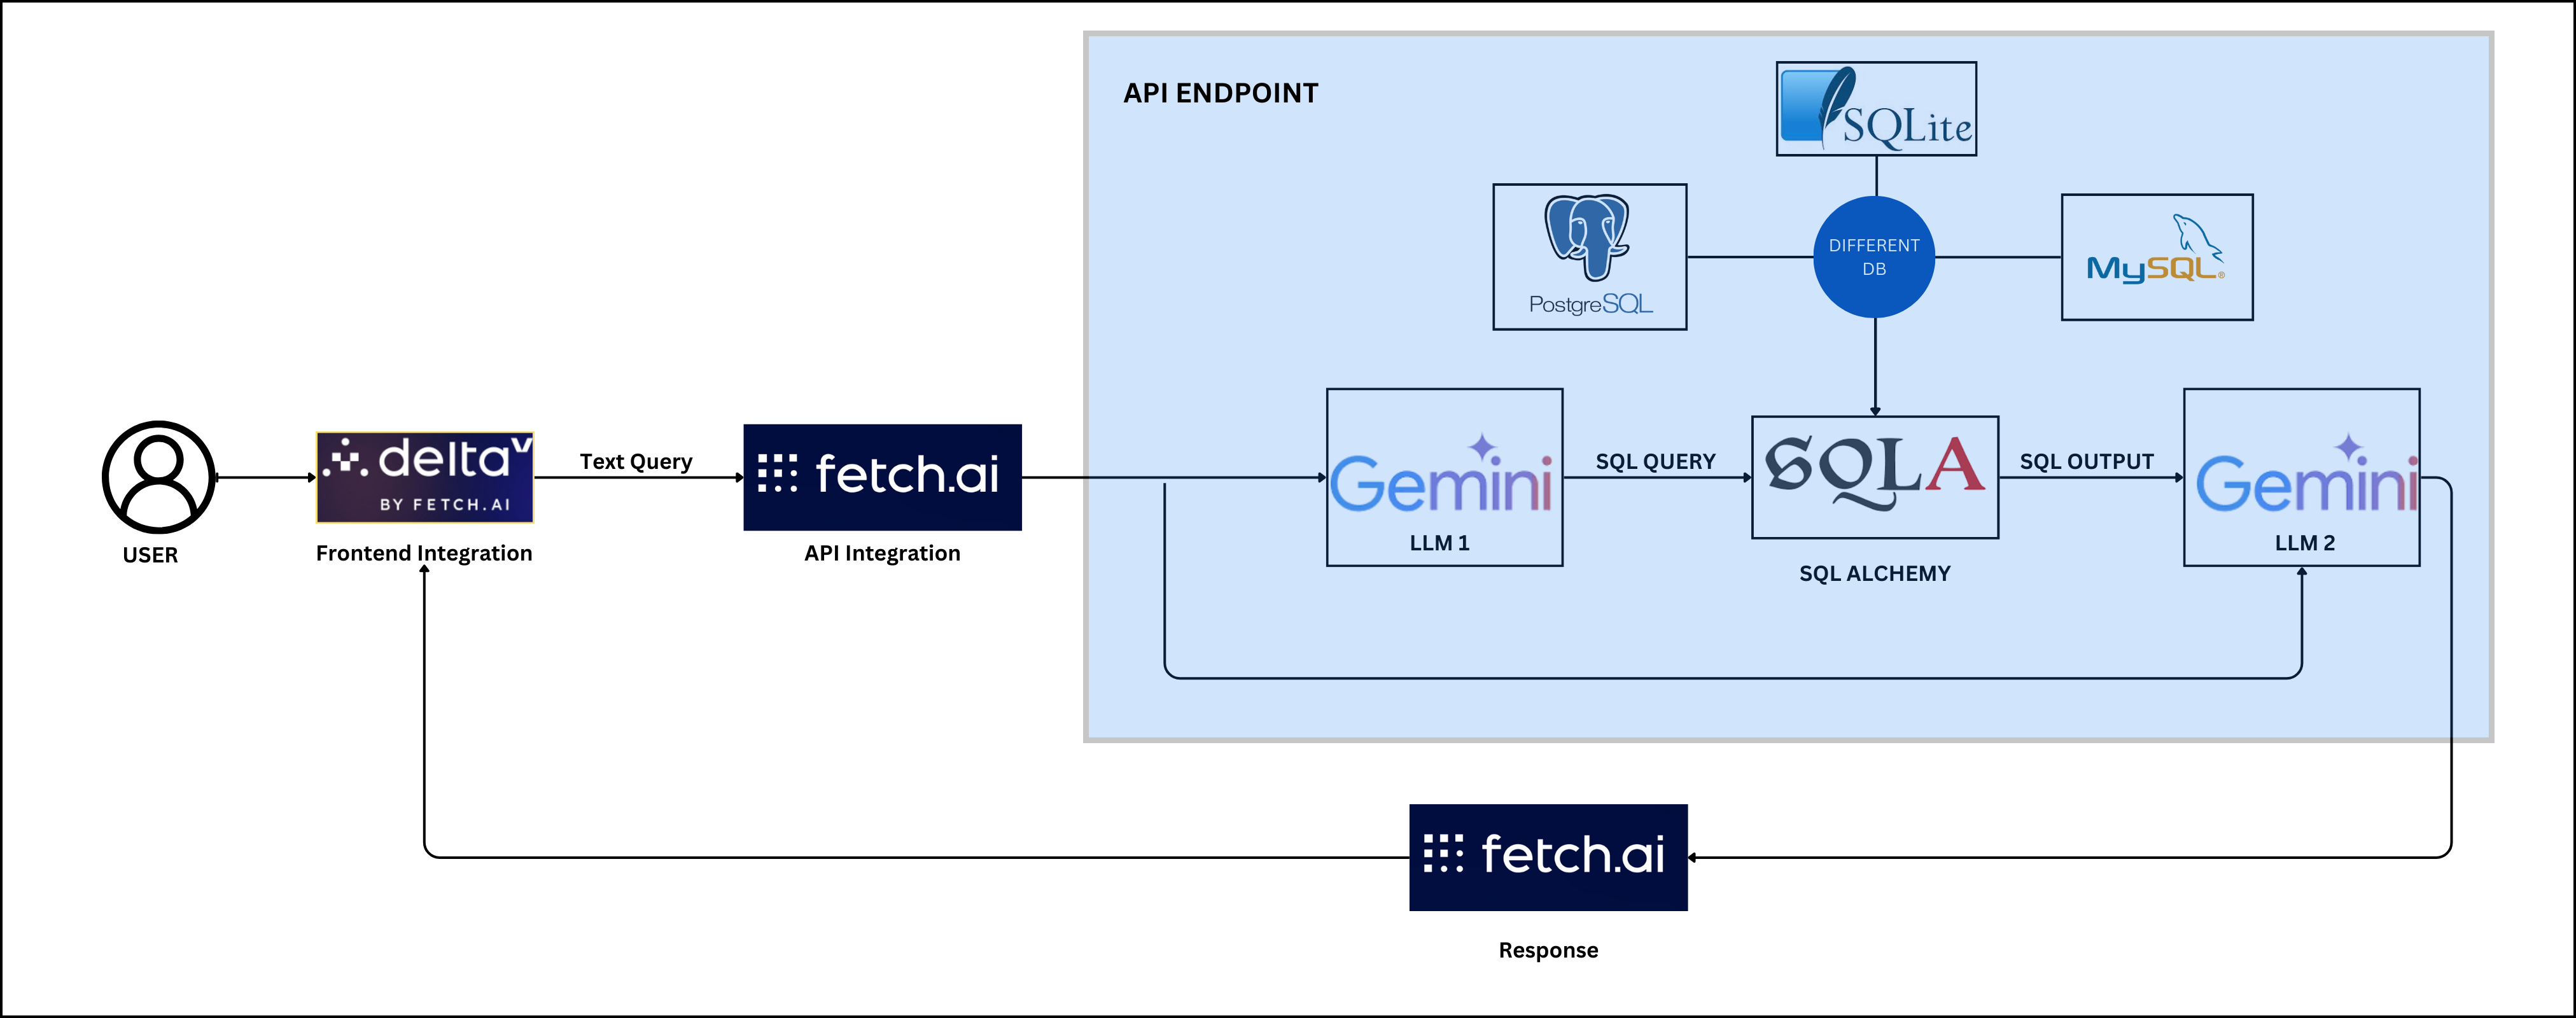 API ENDPOINT
SQLite
PostgreSQL
DIFFERENT
DB
MySQL®
delta v
BY FETCH.AI
Text Query
fetch.ai
Gemini
LLM 1
SQL QUERY
SQLA
SQL OUTPUT
Gemini
LLM 2
USER
Frontend Integration
API Integration
SQL ALCHEMY
fetch.ai
Response